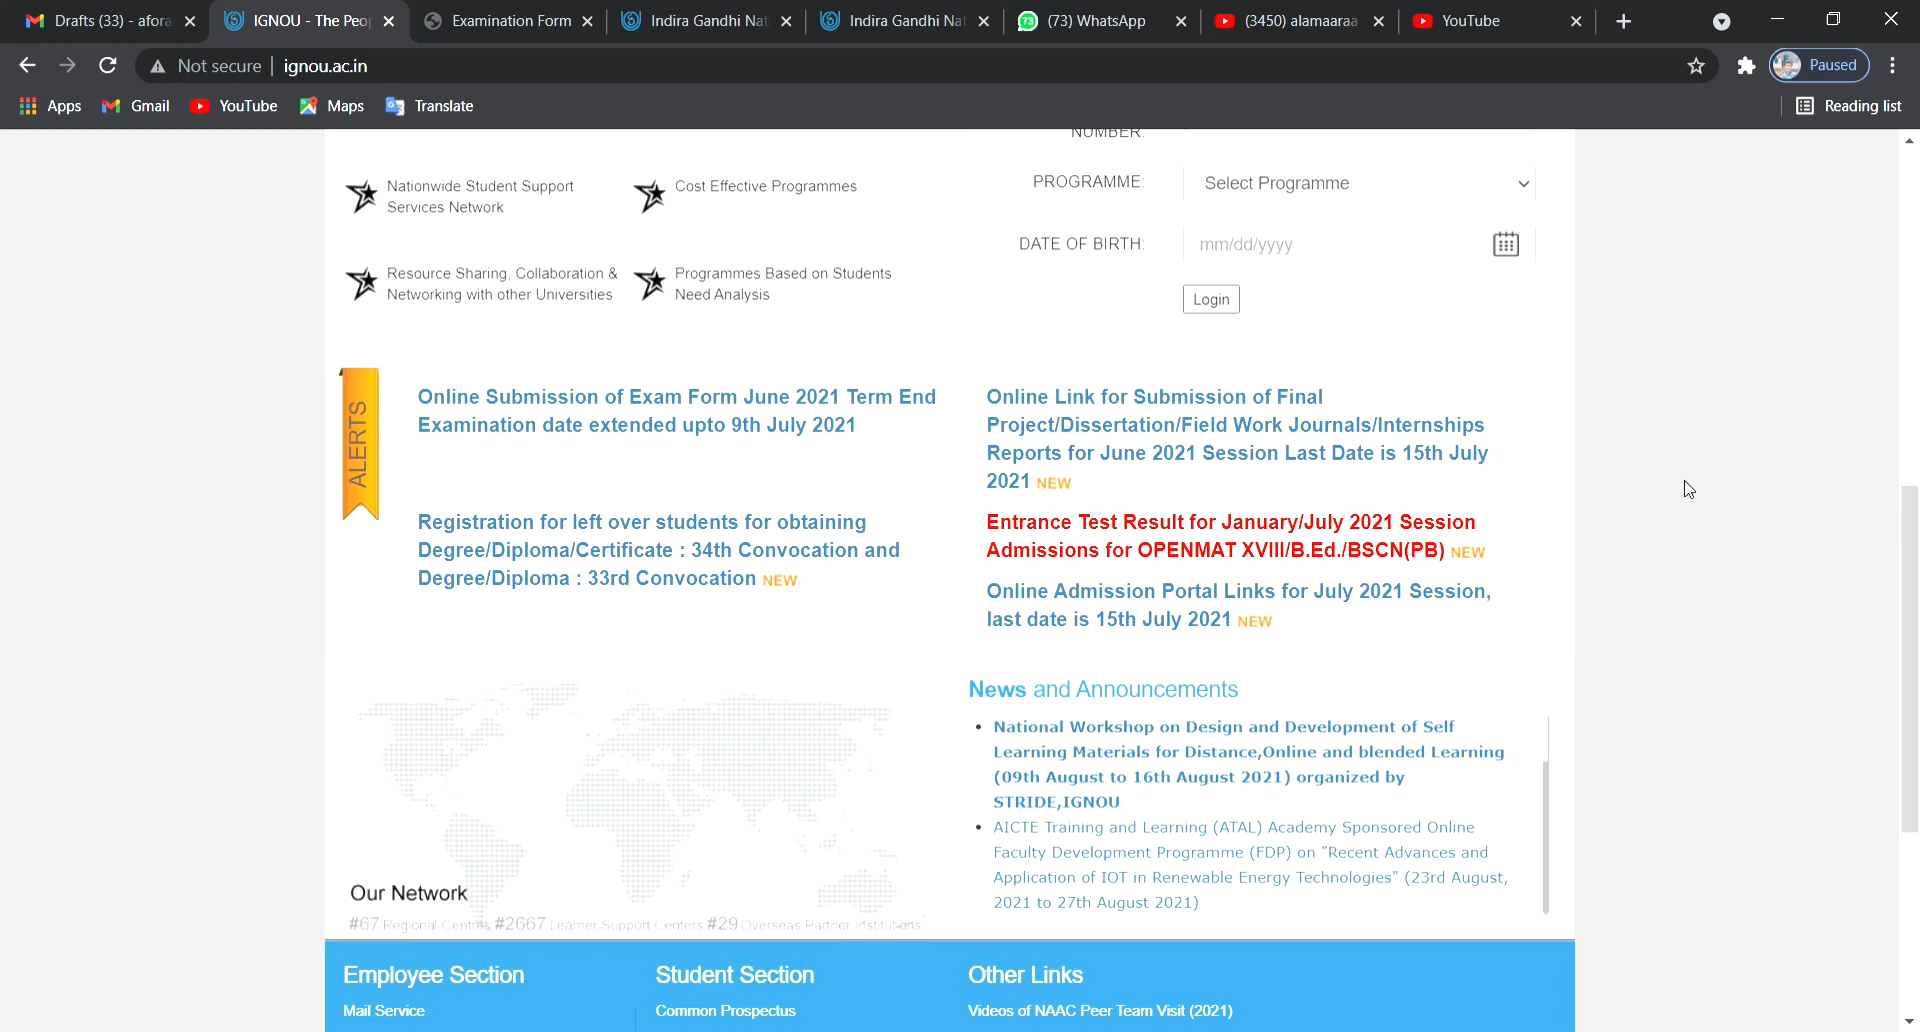 Drafts (33) - afora
IGNOU - The Peop
Examination Form
Indira Gandhi Nat
Indira Gandhi Nat
(73) WhatsApp
(3450) alamaaraa
YouTube
Not secure
ignou.ac.in
Paused
Apps
Gmail
YouTube
Maps
Translate
Reading list
NUMBER:
Nationwide Student Support
Services Network
Cost Effective Programmes
PROGRAMME:
Select Programme
DATE OF BIRTH:
mm/dd/yyyy
Resource Sharing, Collaboration &
Networking with other Universities
Programmes Based on Students
Need Analysis
Login
ALERTS
Online Submission of Exam Form June 2021 Term End
Examination date extended upto 9th July 2021
Registration for left over students for obtaining
Degree/Diploma/Certificate : 34th Convocation and
Degree/Diploma : 33rd Convocation NEW
Online Link for Submission of Final
Project/Dissertation/Field Work Journals/Internships
Reports for June 2021 Session Last Date is 15th July
2021 NEW
Entrance Test Result for January/July 2021 Session
Admissions for OPENMAT XVIII/B.Ed./BSCN(PB) NEW
Online Admission Portal Links for July 2021 Session,
last date is 15th July 2021 NEW
News and Announcements
• National Workshop on Design and Development of Self
Learning Materials for Distance,Online and blended Learning
(09th August to 16th August 2021) organized by
STRIDE,IGNOU
• AICTE Training and Learning (ATAL) Academy Sponsored Online
Faculty Development Programme (FDP) on "Recent Advances and
Application of IOT in Renewable Energy Technologies" (23rd August,
2021 to 27th August 2021)
Our Network
#67 Regional Centres #2667 Learner Support Centers #29 Overseas Partner Institutions
Employee Section
Mail Service
Student Section
Common Prospectus
Other Links
Videos of NAAC Peer Team Visit (2021)